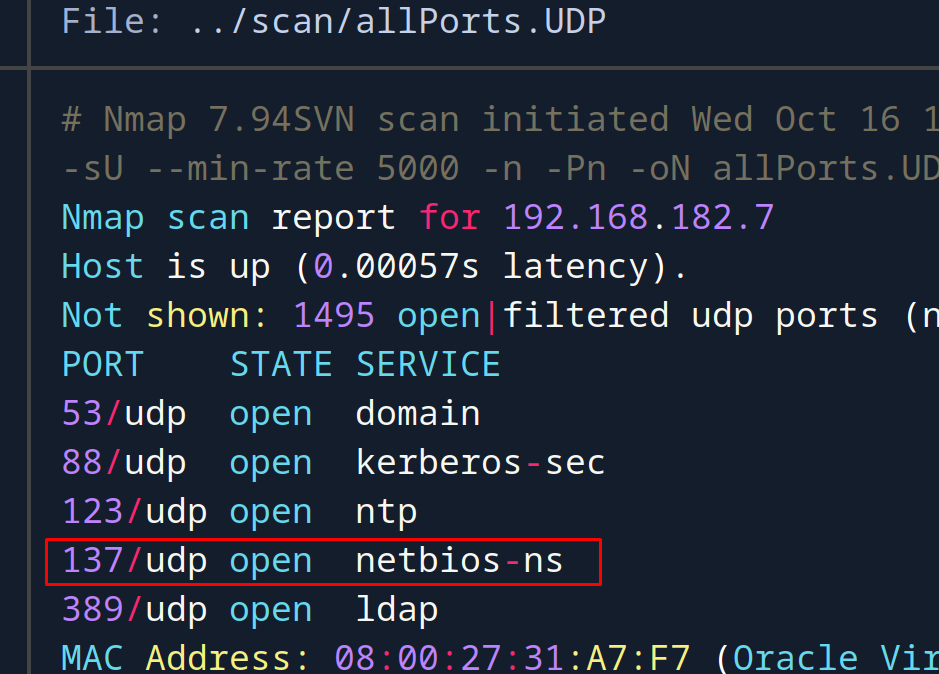 File: ../scan/allPorts.UDP
# Nmap 7.94SVN scan initiated Wed Oct 16 1
-sU --min-rate 5000 -n -Pn -oN allPorts.UD
Nmap scan report for 192.168.182.7
Host is up (0.00057s latency).
Not shown: 1495 open|filtered udp ports (n
PORT    STATE SERVICE
53/udp  open  domain
88/udp  open  kerberos-sec
123/udp open  ntp
137/udp open  netbios-ns
389/udp open  ldap
MAC Address: 08:00:27:31:A7:F7 (Oracle Vir